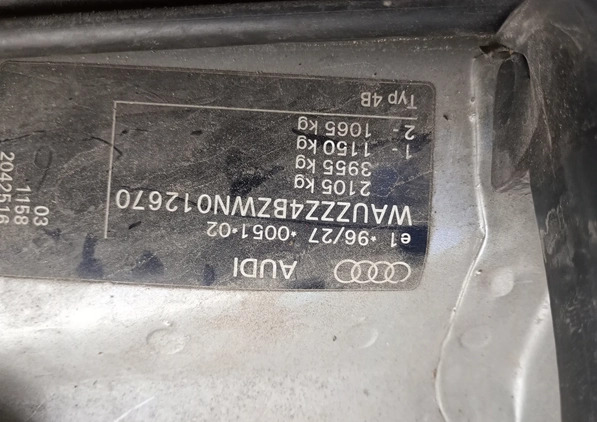 AUDI
e1*96/27*0051*02
WAUZZZ4BZWN012670
2105 kg
3955 kg
1- 1150 kg
2- 1065 kg
Typ 4B
03
1158
2042516